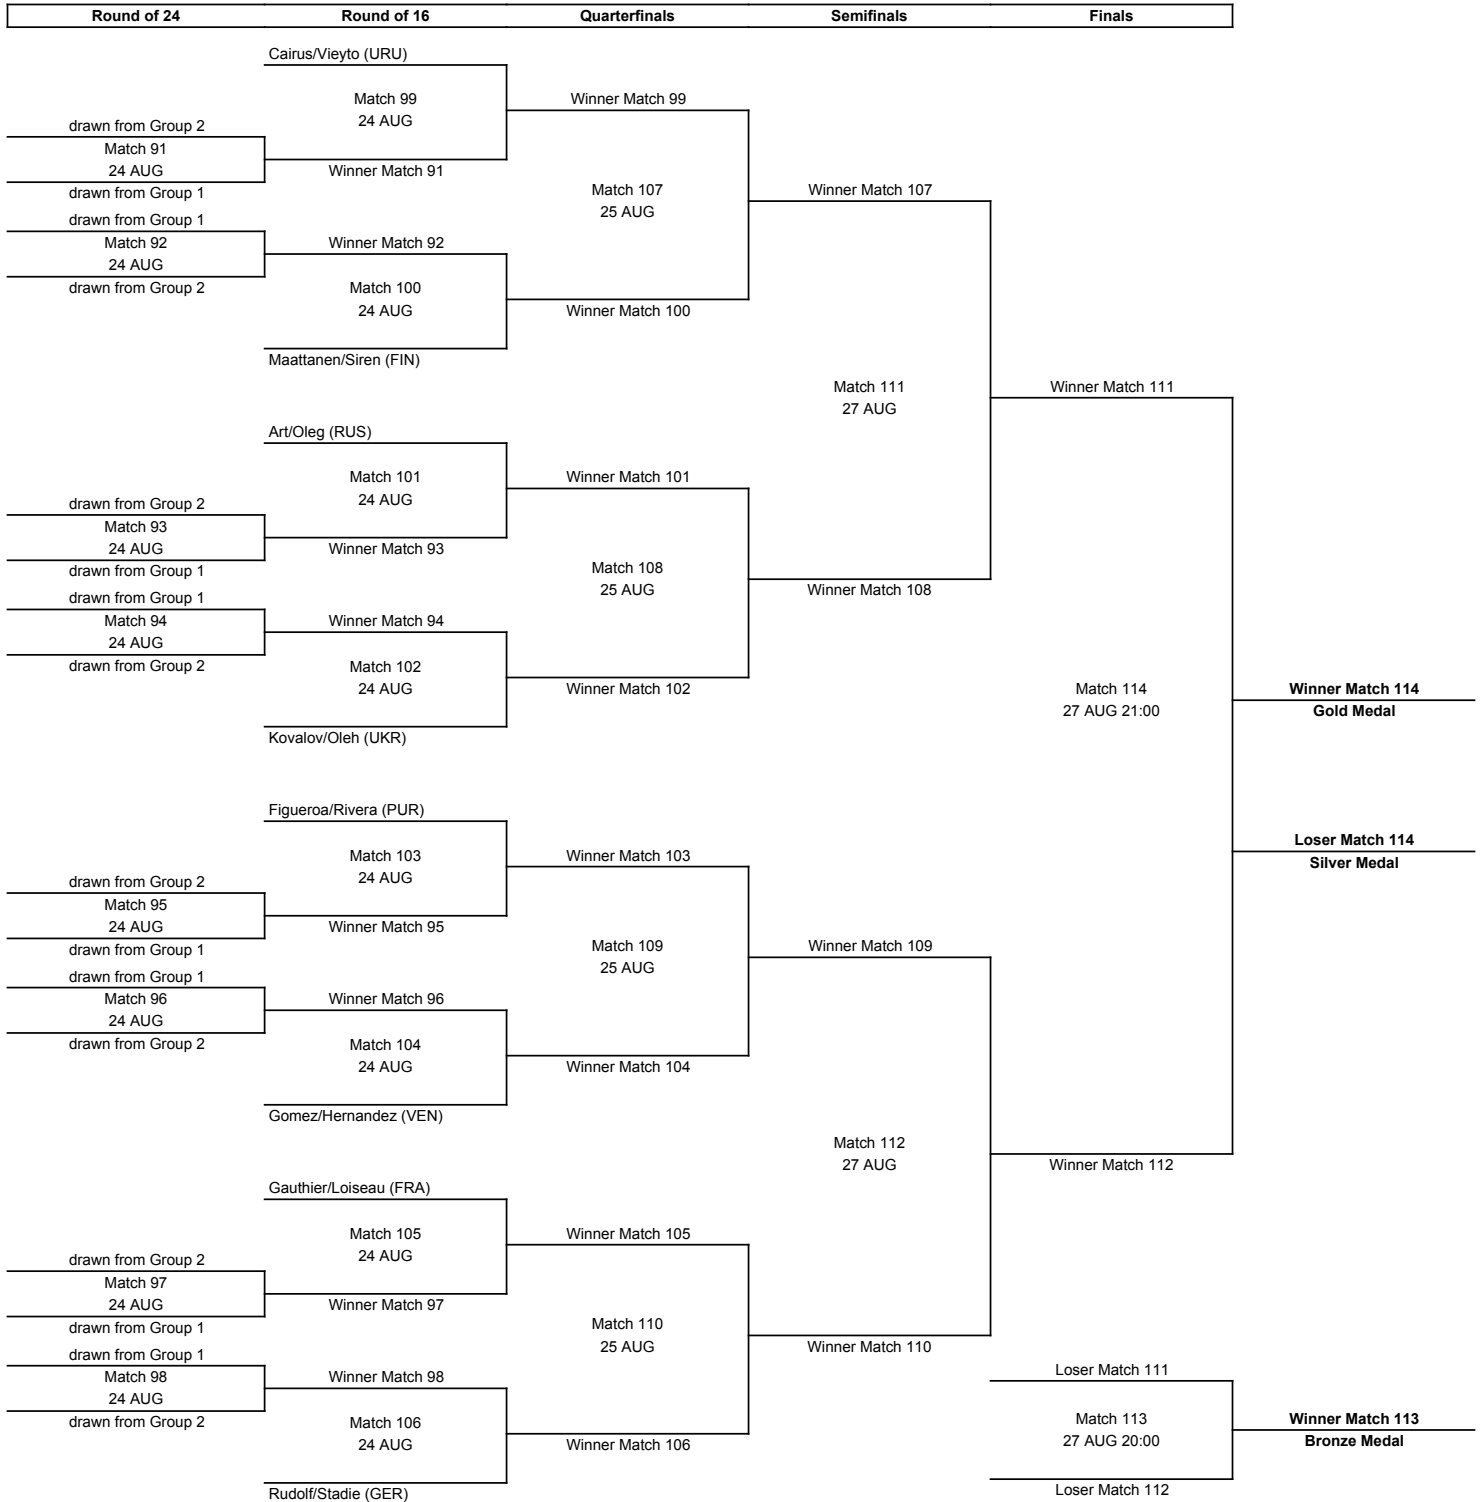 Round of 24 Round of 16 Quarterfinals Semifinals Finals
Cairus/Vieyto (URU)
Match 99 Winner Match 99
24 AUG
drawn from Group 2
Match 91
24 AUG Winner Match 91
drawn from Group 1 Match 107 Winner Match 107
25 AUG
drawn from Group 1
Match 92 Winner Match 92
24 AUG
drawn from Group 2 Match 100
24 AUG Winner Match 100
Maattanen/Siren (FIN)
Match 111 Winner Match 111
27 AUG
Art/Oleg (RUS)
Match 101 Winner Match 101
24 AUG
drawn from Group 2
Match 93
24 AUG Winner Match 93
drawn from Group 1 Match 108
25 AUG Winner Match 108
drawn from Group 1
Match 94 Winner Match 94
24 AUG
drawn from Group 2 Match 102
24 AUG Winner Match 102 Match 114 Winner Match 114
27 AUG 21:00 Gold Medal
Kovalov/Oleh (UKR)
Figueroa/Rivera (PUR)
Loser Match 114
Match 103 Winner Match 103
24 AUG Silver Medal
drawn from Group 2
Match 95
24 AUG Winner Match 95
drawn from Group 1 Match 109 Winner Match 109
25 AUG
drawn from Group 1
Match 96 Winner Match 96
24 AUG
drawn from Group 2 Match 104
24 AUG Winner Match 104
Gomez/Hernandez (VEN)
Match 112
27 AUG Winner Match 112
Gauthier/Loiseau (FRA)
Match 105 Winner Match 105
24 AUG
drawn from Group 2
Match 97
24 AUG Winner Match 97
drawn from Group 1 Match 110
25 AUG Winner Match 110
drawn from Group 1
Match 98 Winner Match 98 Loser Match 111
24 AUG
drawn from Group 2 Match 106 Match 113 Winner Match 113
24 AUG Winner Match 106 27 AUG 20:00 Bronze Medal
Rudolf/Stadie (GER) Loser Match 112